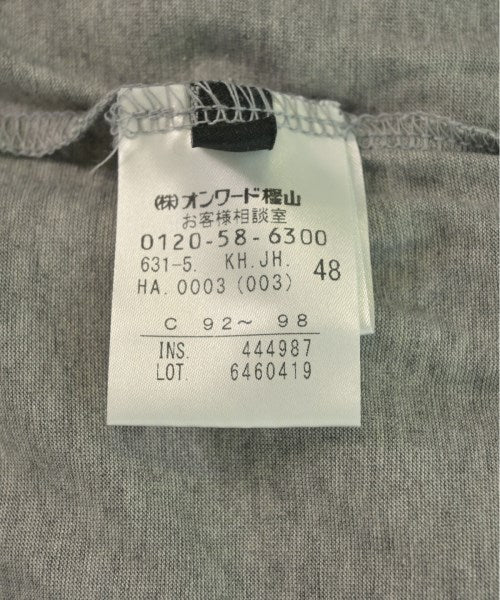 (株)オンワード樫山
お客様相談室
0120-58-6300
631-5. KH.JH. 48
HA.0003(003)
C 92～ 98
INS. 444987
LOT. 6460419